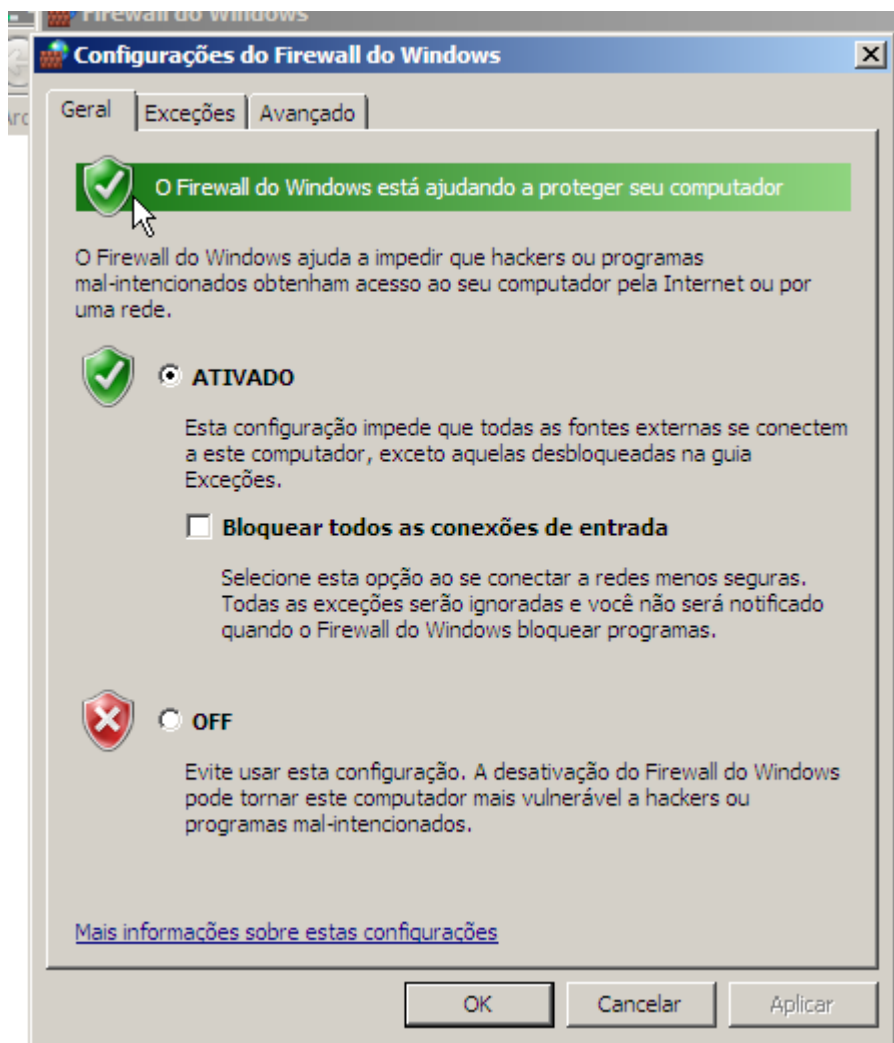 Firewall do Windows
Configurações do Firewall do Windows
Geral
Exceções
Avançado
O Firewall do Windows está ajudando a proteger seu computador
O Firewall do Windows ajuda a impedir que hackers ou programas
mal-intencionados obtenham acesso ao seu computador pela Internet ou por
uma rede.
ATIVADO
Esta configuração impede que todas as fontes externas se conectem
a este computador, exceto aquelas desbloqueadas na guia
Exceções.
Bloquear todos as conexões de entrada
Selecione esta opção ao se conectar a redes menos seguras.
Todas as exceções serão ignoradas e você não será notificado
quando o Firewall do Windows bloquear programas.
OFF
Evite usar esta configuração. A desativação do Firewall do Windows
pode tornar este computador mais vulnerável a hackers ou
programas mal-intencionados.
Mais informações sobre estas configurações
OK
Cancelar
Aplicar